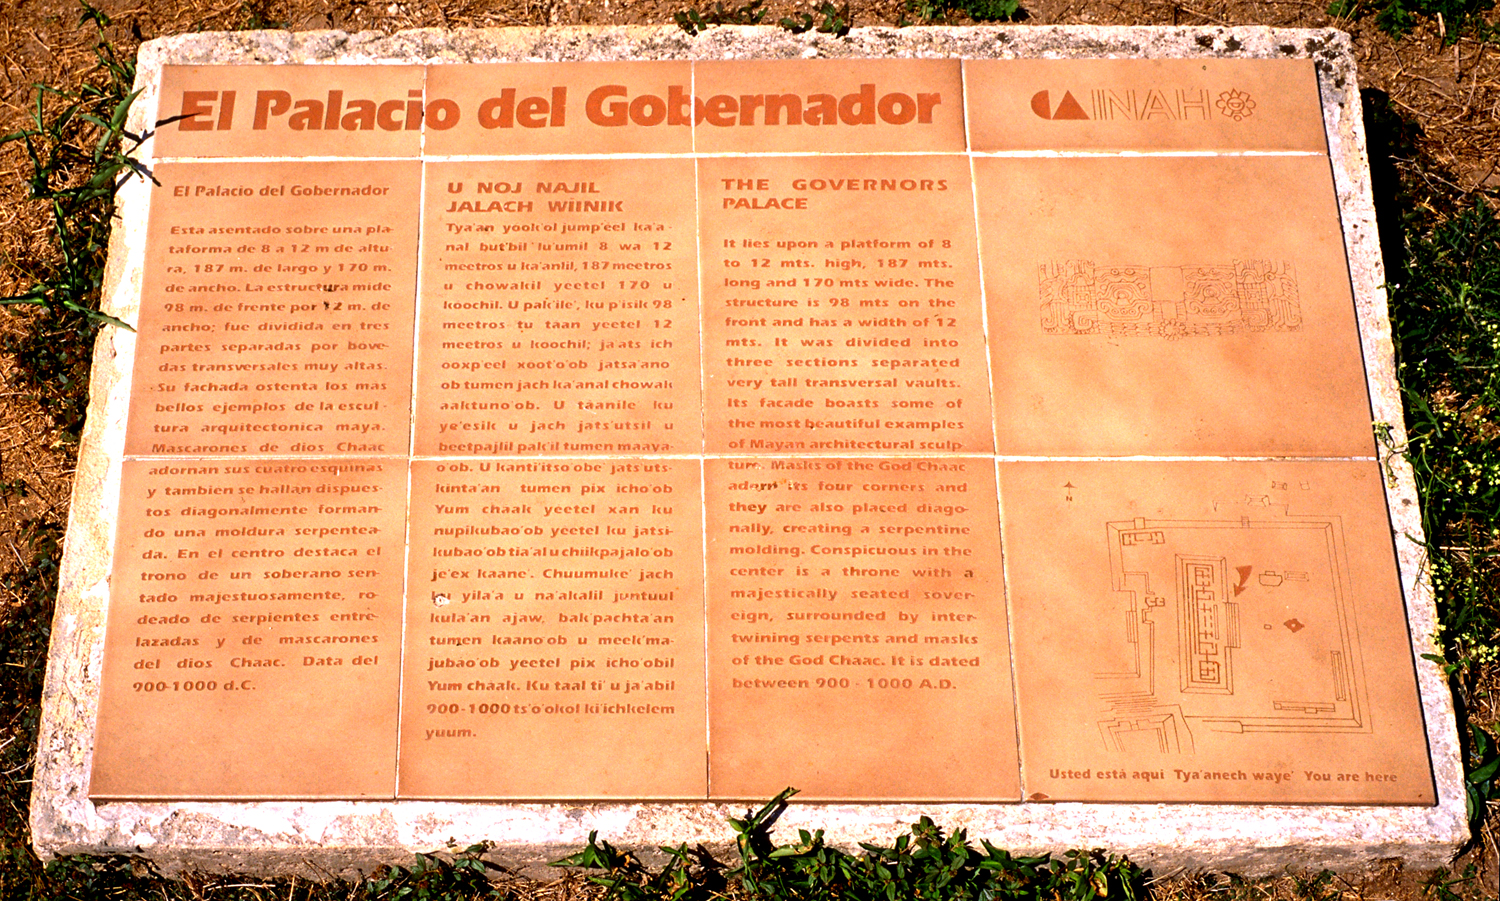 El Palacio del Gobernador
CAINAH
El Palacio del Gobernador
Esta asentado sobre una pla-
taforma de 8 a 12 m de altu-
ra, 187 m. de largo y 170 m.
de ancho. La estructura mide
98 m. de frente por 12 m. de
ancho; fue dividida en tres
partes separadas por bove-
das transversales muy altas.
Su fachada ostenta los mas
bellos ejemplos de la escul-
tura arquitectonica maya.
Mascarones de dios Chaac
adornan sus cuatro esquinas
y tambien se hallan dispues-
tos diagonalmente forman-
do una moldura serpentea-
da. En el centro destaca el
trono de un soberano sen-
tado majestuosamente, ro-
deado de serpientes entre-
lazadas y de mascarones
del dios Chaac. Data del
900-1000 d.C.
U NOJ NAJIL
JALACH WIINIK
Tya'an yook'ol jump'eel ka'a-
nal but'bil lu'umil 8 wa 12
meetros u ka'anlil, 187 meetros
u chowakil yeetel 170 u
koochil. U pak'ile', ku p'isik 98
meetros tu taan yeetel 12
meetros u koochil; ja'ats ich
ooxp'eel xoot'o'ob jatsa'ano'
ob tumen jach ka'anal chowak
aaktuno'ob. U táanile' ku
ye'esik u jach jats'utsil u
beetpajlil pak'il tumen maaya-
o'ob. U kanti'itso'obe' jats'uts-
kinta'an tumen pix icho'ob
Yum chaak yeetel xan ku
nupikubao'ob yeetel ku jatsi-
kubao'ob tia'al u chiikpajalo'ob
je'ex kaane'. Chuumuke' jach
ku yila'a u na'akalil juntuul
kula'an ajaw, bak'pachta'an
tumen kaano'ob u meek'ma-
jubáo'ob yeetel pix icho'obil
Yum cháak. Ku taal ti' u ja'abil
900-1000 ts'o'okol ki'ichkelem
yuum.
THE GOVERNORS
PALACE
It lies upon a platform of 8
to 12 mts. high, 187 mts.
long and 170 mts wide. The
structure is 98 mts on the
front and has a width of 12
mts. It was divided into
three sections separated
very tall transversal vaults.
Its facade boasts some of
the most beautiful examples
of Mayan architectural sculp
ture. Masks of the God Chaac
adorn its four corners and
they are also placed diago-
nally, creating a serpentine
molding. Conspicuous in the
center is a throne with a
majestically seated sover-
eign, surrounded by inter-
twining serpents and masks
of the God Chaac. It is dated
between 900 - 1000 A.D.
N
Usted está aqui Tya'anech waye' You are here